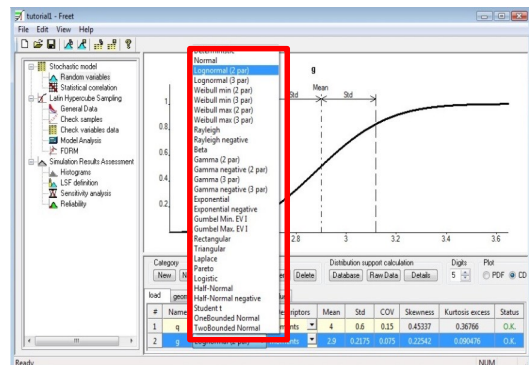 tutorial1 - Freet
File Edit View Help
Stochastic model
Random variables
Statistical correlation
Latin Hypercube Sampling
General Data
Check samples
Check variables data
Model Analysis
FORM
Simulation Results Assessment
Histograms
LSF definition
Sensitivity analysis
Reliability
Normal
Lognormal (2 par)
Lognormal (3 par)
Weibull min (2 par)
Weibull min (3 par)
Weibull max (2 par)
Weibull max (3 par)
Rayleigh
Rayleigh negative
Beta
Gamma (2 par)
Gamma negative (2 par)
Gamma (3 par)
Gamma negative (3 par)
Exponential
Exponential negative
Gumbel Min. EV I
Gumbel Max. EV I
Rectangular
Triangular
Laplace
Pareto
Logistic
Half-Normal
Half-Normal negative
Student t
OneBounded Normal
TwoBounded Normal
g
Mean
Std Std
1
0.8
0.6
0.4
0.2
2.8 3 3.2 3.4 3.6
Category Distribution support calculation Digits Plot
New Delete Database Raw Data Details 5 PDF CD
load
# Name Mean Std COV Skewness Kurtosis excess Status
1 q 4 0.6 0.15 0.45337 0.36766 O.K.
2 g Lognormal (2 par) 2.9 0.2175 0.075 0.22542 0.090476 O.K.
Ready NUM